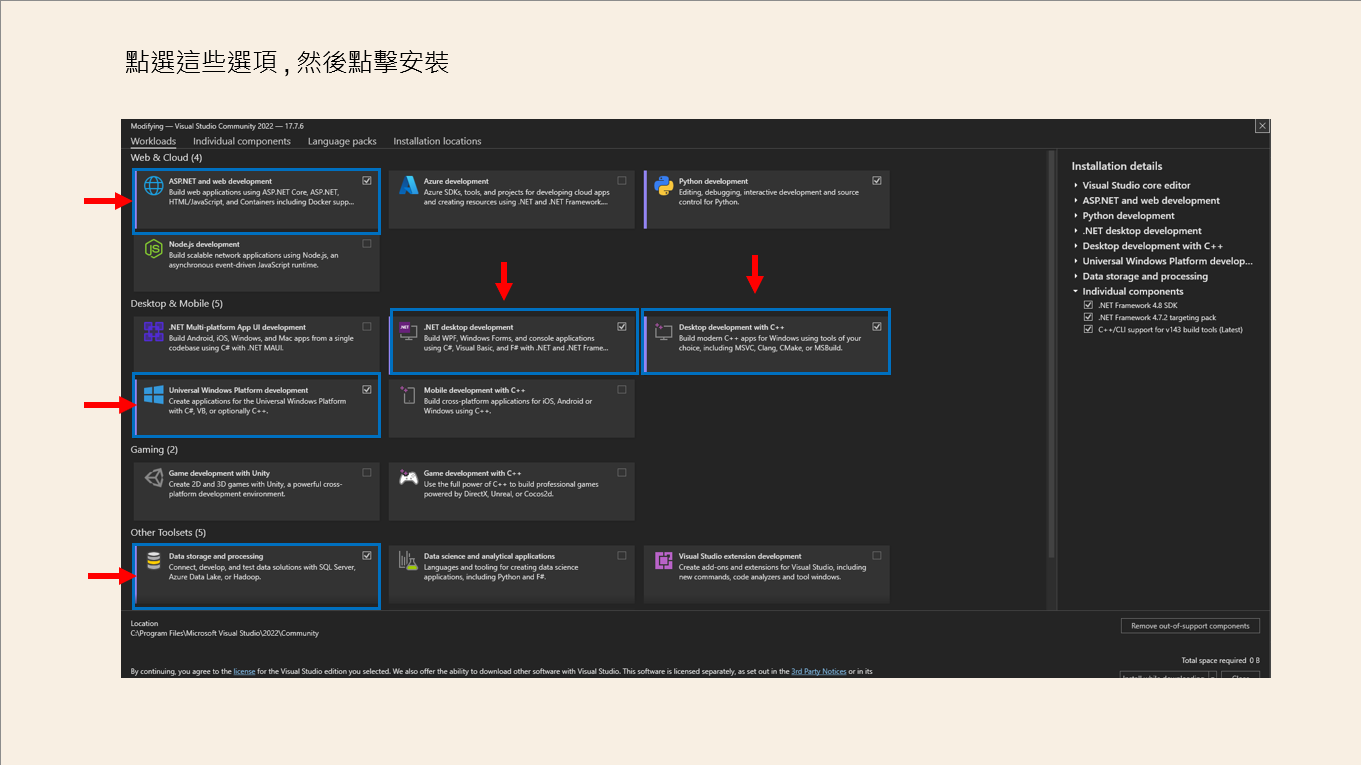 點選這些選項 , 然後點擊安裝
Modifying — Visual Studio Community 2022 — 17.7.6
Workloads
Individual components
Language packs
Installation locations
Web & Cloud (4)
ASP.NET and web development
Build web applications using ASP.NET Core, ASP.NET,
HTML/JavaScript, and Containers including Docker supp...
Azure development
Azure SDKs, tools, and projects for developing cloud apps
and creating resources using .NET and .NET Framework....
Python development
Editing, debugging, interactive development and source
control for Python.
Node.js development
Build scalable network applications using Node.js, an
asynchronous event-driven JavaScript runtime.
Desktop & Mobile (5)
.NET Multi-platform App UI development
Build Android, iOS, Windows, and Mac apps from a single
codebase using C# with .NET MAUI.
.NET desktop development
Build WPF, Windows Forms, and console applications
using C#, Visual Basic, and F# with .NET and .NET Frame...
Desktop development with C++
Build modern C++ apps for Windows using tools of your
choice, including MSVC, Clang, CMake, or MSBuild.
Universal Windows Platform development
Create applications for the Universal Windows Platform
with C#, VB, or optionally C++.
Mobile development with C++
Build cross-platform applications for iOS, Android or
Windows using C++.
Gaming (2)
Game development with Unity
Create 2D and 3D games with Unity, a powerful cross-
platform development environment.
Game development with C++
Use the full power of C++ to build professional games
powered by DirectX, Unreal, or Cocos2d.
Other Toolsets (5)
Data storage and processing
Connect, develop, and test data solutions with SQL Server,
Azure Data Lake, or Hadoop.
Data science and analytical applications
Languages and tooling for creating data science
applications, including Python and F#.
Visual Studio extension development
Create add-ons and extensions for Visual Studio, including
new commands, code analyzers and tool windows.
Installation details
Visual Studio core editor
ASP.NET and web development
Python development
.NET desktop development
Desktop development with C++
Universal Windows Platform develop...
Data storage and processing
Individual components
.NET Framework 4.8 SDK
.NET Framework 4.7.2 targeting pack
C++/CLI support for v143 build tools (Latest)
Location
C:\Program Files\Microsoft Visual Studio\2022\Community
Remove out-of-support components
Total space required 0 B
By continuing, you agree to the license for the Visual Studio edition you selected. We also offer the ability to download other software with Visual Studio. This software is licensed separately, as set out in the 3rd Party Notices or in its
Install while downloading